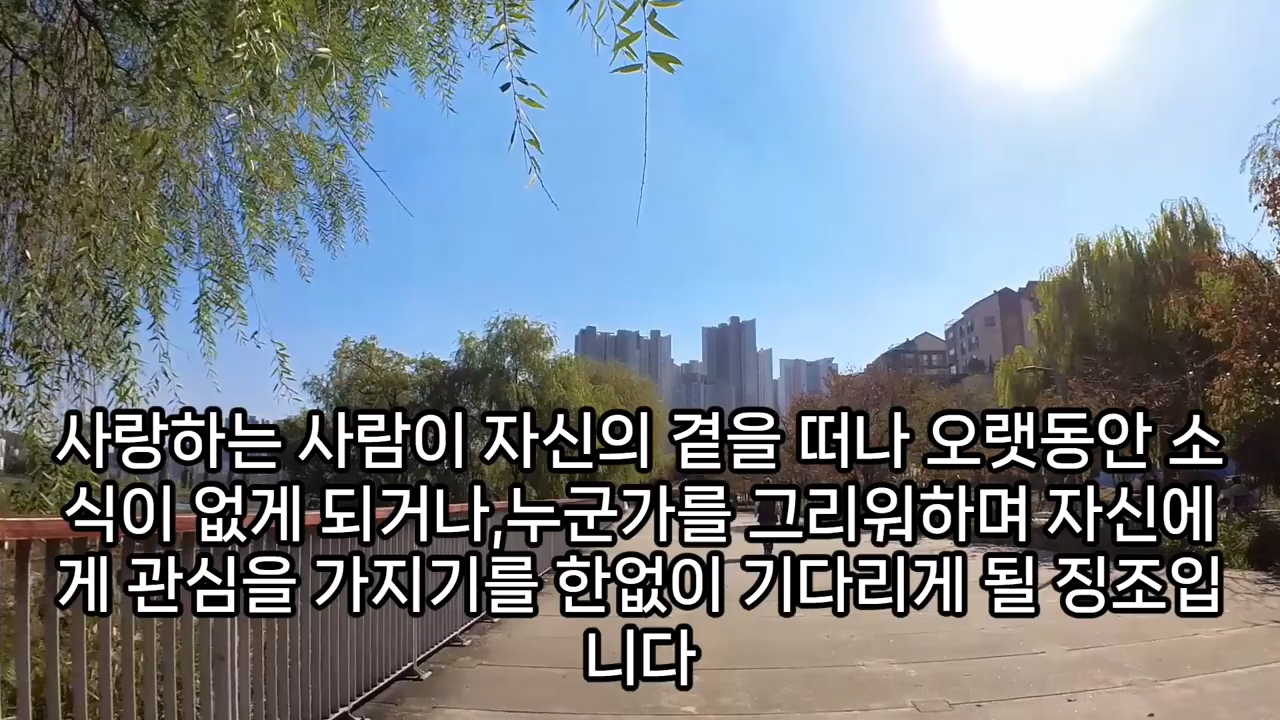 사랑하는 사람이 자신의 곁을 떠나 오랫동안 소
식이 없게 되거나,누군가를 그리워하며 자신에
게 관심을 가지기를 한없이 기다리게 될 징조입
니다